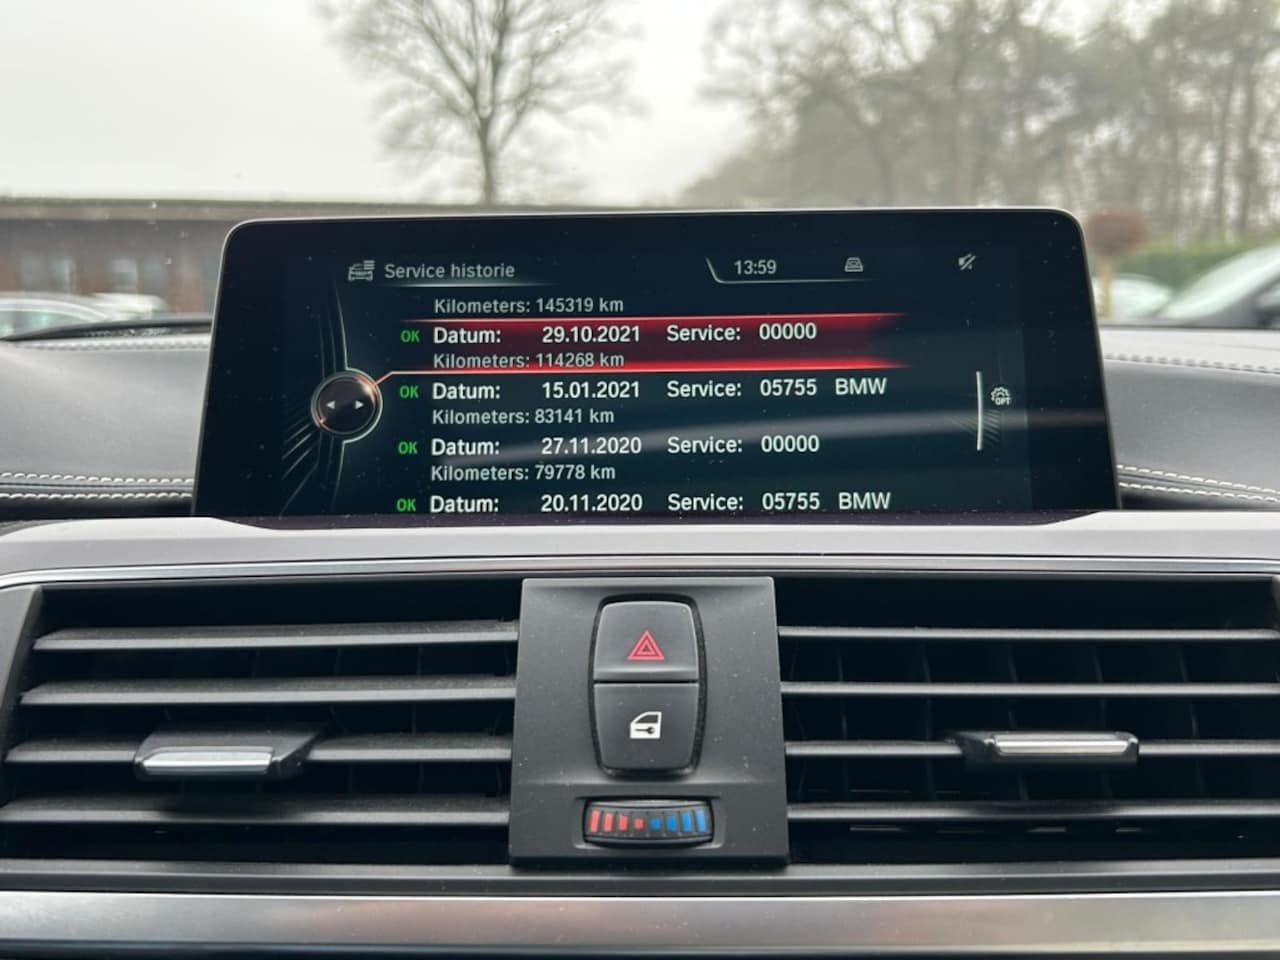 Service historie 13:59
Kilometers: 145319 km
OK Datum: 29.10.2021 Service: 00000
Kilometers: 114268 km
OK Datum: 15.01.2021 Service: 05755 BMW
Kilometers: 83141 km
OPT
OK Datum: 27.11.2020 Service: 00000
Kilometers: 79778 km
OK Datum: 20.11.2020 Service: 05755 BMW